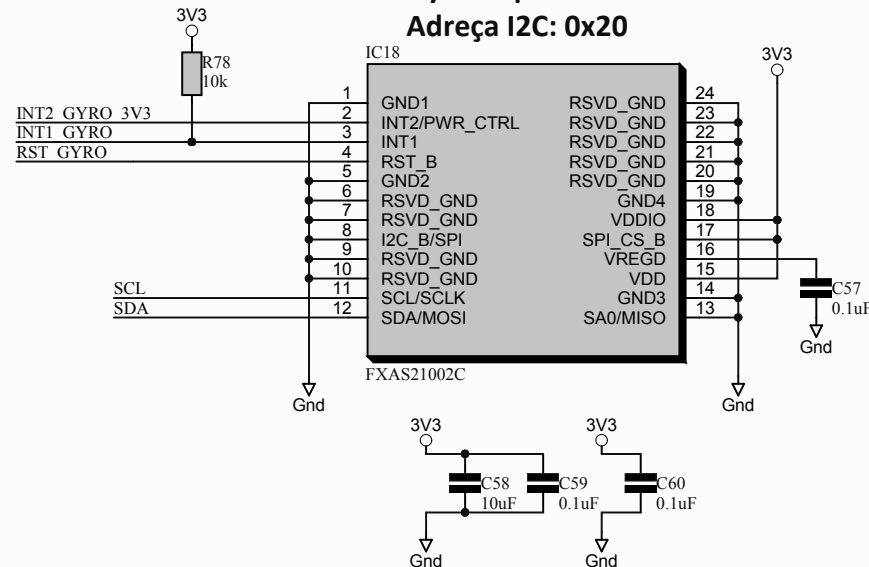 Adreça I2C: 0x20
3V3
R78
10k
INT2_GYRO_3V3
INT1_GYRO
RST_GYRO
SCL
SDA
IC18
1 GND1
2 INT2/PWR_CTRL
3 INT1
4 RST_B
5 GND2
6 RSVD_GND
7 RSVD_GND
8 I2C_B/SPI
9 RSVD_GND
10 RSVD_GND
11 SCL/SCLK
12 SDA/MOSI
RSVD_GND 24
RSVD_GND 23
RSVD_GND 22
RSVD_GND 21
RSVD_GND 20
GND4 19
VDDIO 18
SPI_CS_B 17
VREGD 16
VDD 15
GND3 14
SA0/MISO 13
FXAS21002C
3V3
C57
0.1uF
Gnd
Gnd
Gnd
3V3
C58
10uF
C59
0.1uF
Gnd
3V3
C60
0.1uF
Gnd